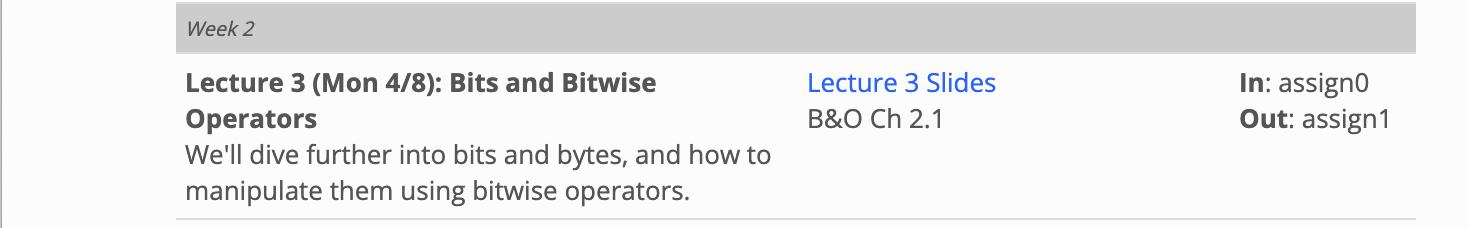 Week 2
Lecture 3 (Mon 4/8): Bits and Bitwise
Operators
We'll dive further into bits and bytes, and how to
manipulate them using bitwise operators.
Lecture 3 Slides
B&O Ch 2.1
In: assign0
Out: assign1